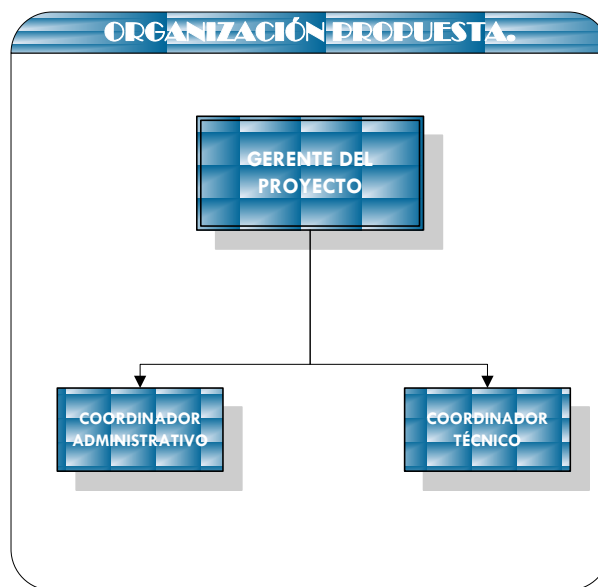 ORGANIZACIÓN PROPUESTA.
GERENTE DEL
PROYECTO
COORDINADOR
ADMINISTRATIVO
COORDINADOR
TÉCNICO